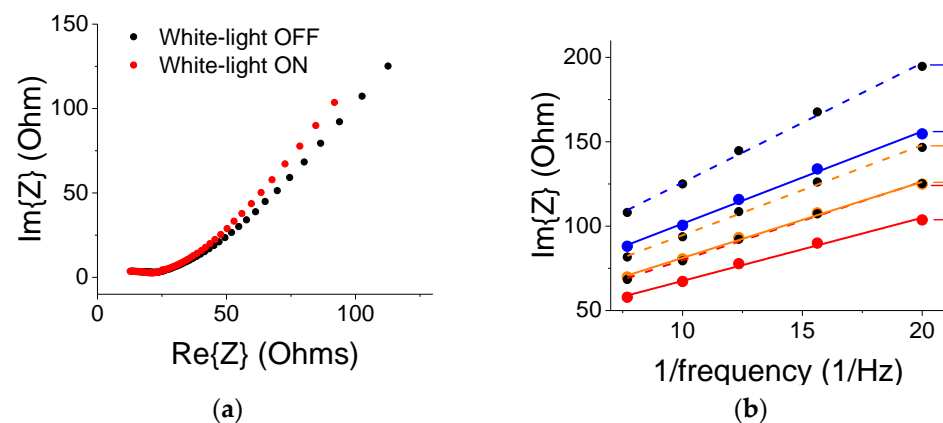 150
100
50
0
Im{Z} (Ohm)
White-light OFF
White-light ON
0
50
100
Re{Z} (Ohms)
(a)
200
150
100
50
Im{Z} (Ohm)
10
15
20
1/frequency (1/Hz)
(b)